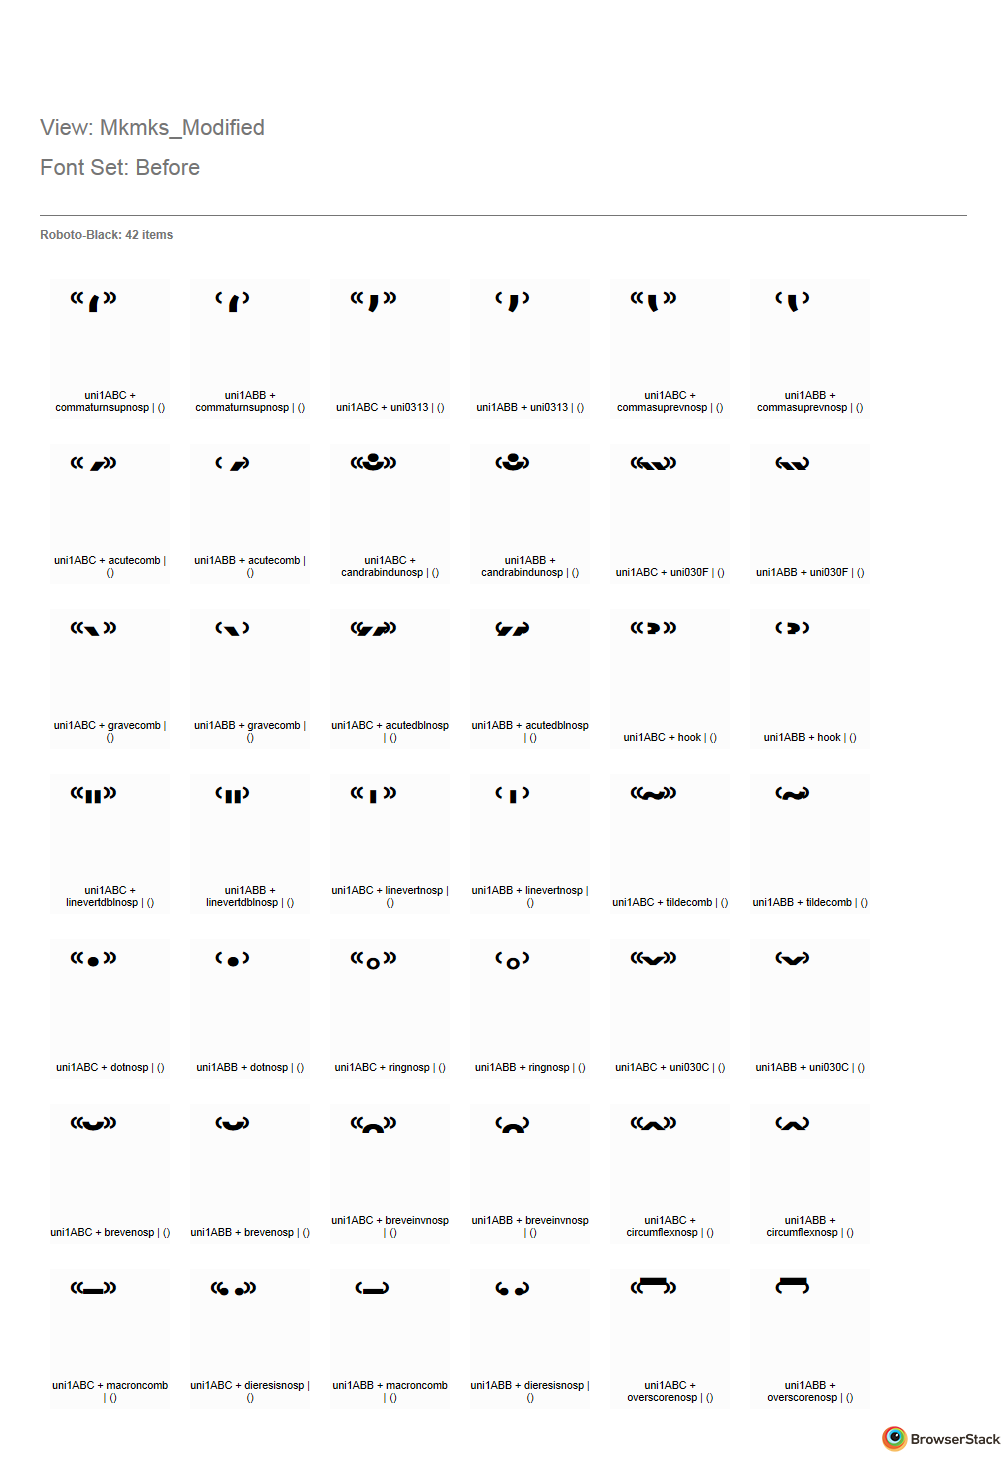 View: Mkmks_Modified
Font Set: Before
Roboto-Black: 42 items
uni1ABC +
commaturnsupnosp | ()
uni1ABB +
commaturnsupnosp | ()
uni1ABC + uni0313 | ()
uni1ABB + uni0313 | ()
uni1ABC +
commasuprevnosp | ()
uni1ABB +
commasuprevnosp | ()
uni1ABC + acutecomb |
()
uni1ABB + acutecomb |
()
uni1ABC +
candrabindunosp | ()
uni1ABB +
candrabindunosp | ()
uni1ABC + uni030F | ()
uni1ABB + uni030F | ()
uni1ABC + gravecomb |
()
uni1ABB + gravecomb |
()
uni1ABC + acutedblnosp
| ()
uni1ABB + acutedblnosp
| ()
uni1ABC + hook | ()
uni1ABB + hook | ()
uni1ABC +
linevertdblnosp | ()
uni1ABB +
linevertdblnosp | ()
uni1ABC + linevertnosp |
()
uni1ABB + linevertnosp |
()
uni1ABC + tildecomb | ()
uni1ABB + tildecomb | ()
uni1ABC + dotnosp | ()
uni1ABB + dotnosp | ()
uni1ABC + ringnosp | ()
uni1ABB + ringnosp | ()
uni1ABC + uni030C | ()
uni1ABB + uni030C | ()
uni1ABC + brevenosp | ()
uni1ABB + brevenosp | ()
uni1ABC + breveinvnosp
| ()
uni1ABB + breveinvnosp
| ()
uni1ABC +
circumflexnosp | ()
uni1ABB +
circumflexnosp | ()
uni1ABC + macroncomb
| ()
uni1ABC + dieresisnosp |
()
uni1ABB + macroncomb
| ()
uni1ABB + dieresisnosp |
()
uni1ABC +
overscorenosp | ()
uni1ABB +
overscorenosp | ()
BrowserStack